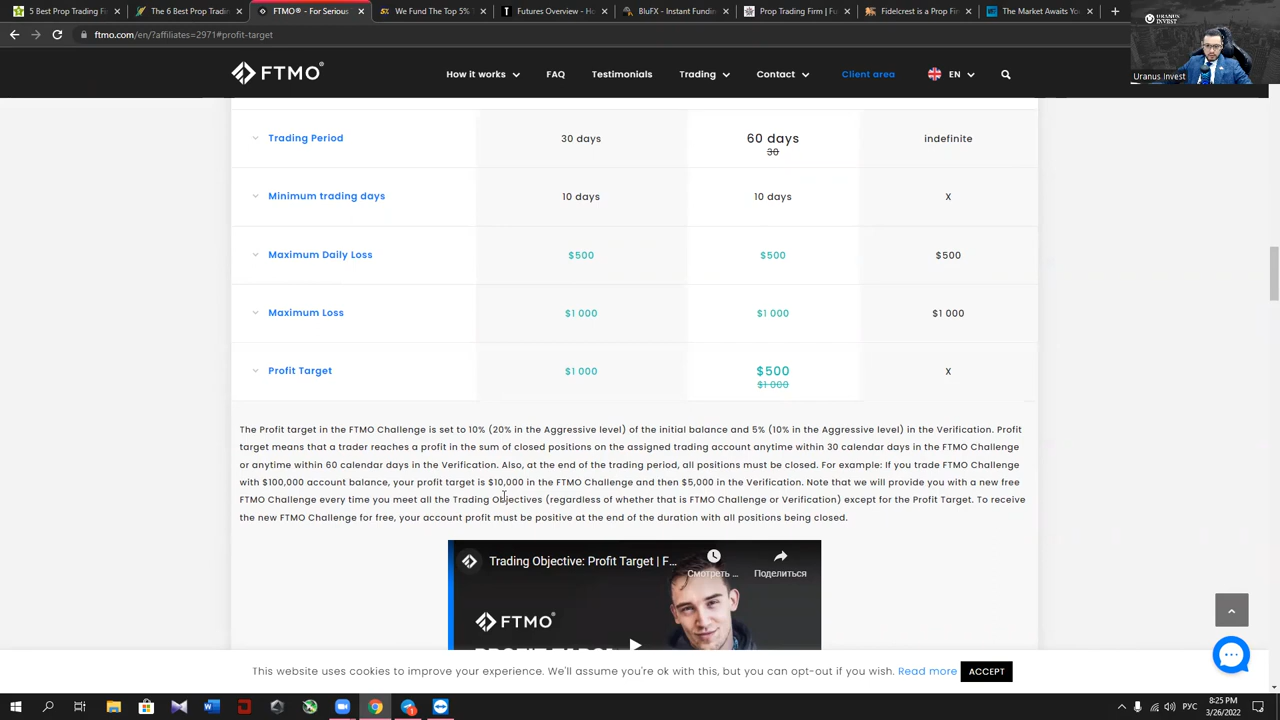 5 Best Prop Trading Fir
The 6 Best Prop Tradin
FTMO® - For Serious
We Fund The Top 5%
Futures Overview - Ho
BluFX - Instant Fundin
Prop Trading Firm | Fu
Fidelcrest is a Prop Fir
The Market Awaits Yo
ftmo.com/en/?affiliates=2971#profit-target
URANUS INVEST
Uranus Invest
FTMO®
How it works
FAQ
Testimonials
Trading
Contact
Client area
EN
Trading Period
30 days
60 days
30
indefinite
Minimum trading days
10 days
10 days
X
Maximum Daily Loss
$500
$500
$500
Maximum Loss
$1 000
$1 000
$1 000
Profit Target
$1 000
$500
$1 000
X
The Profit target in the FTMO Challenge is set to 10% (20% in the Aggressive level) of the initial balance and 5% (10% in the Aggressive level) in the Verification. Profit
target means that a trader reaches a profit in the sum of closed positions on the assigned trading account anytime within 30 calendar days in the FTMO Challenge
or anytime within 60 calendar days in the Verification. Also, at the end of the trading period, all positions must be closed. For example: If you trade FTMO Challenge
with $100,000 account balance, your profit target is $10,000 in the FTMO Challenge and then $5,000 in the Verification. Note that we will provide you with a new free
FTMO Challenge every time you meet all the Trading Objectives (regardless of whether that is FTMO Challenge or Verification) except for the Profit Target. To receive
the new FTMO Challenge for free, your account profit must be positive at the end of the duration with all positions being closed.
Trading Objective: Profit Target | F...
Смотреть ...
Поделиться
FTMO®
This website uses cookies to improve your experience. We'll assume you're ok with this, but you can opt-out if you wish. Read more ACCEPT
РУС
8:25 PM
3/26/2022